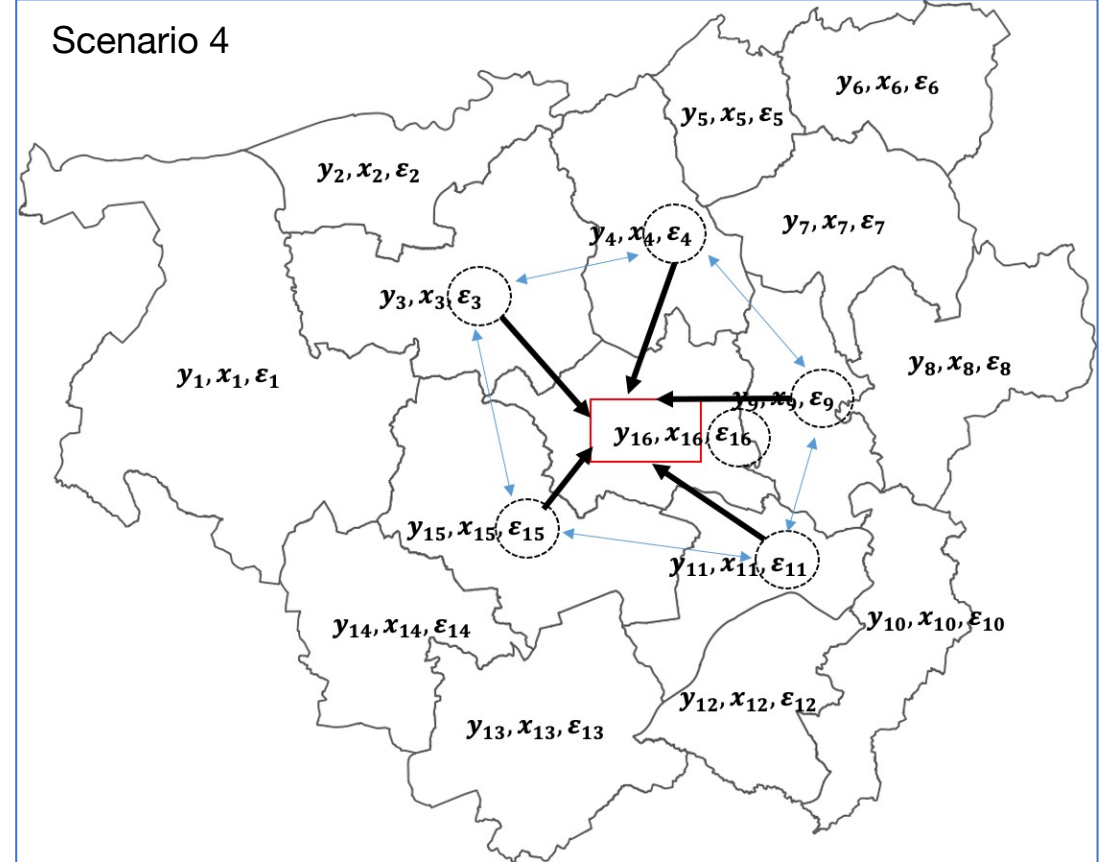 Scenario 4
y₆, x₆, ε₆
y₅, x₅, ε₅
y₂, x₂, ε₂
y₇, x₇, ε₇
y₄, x₄, ε₄
y₃, x₃, ε₃
y₈, x₈, ε₈
y₁, x₁, ε₁
y₉, x₉, ε₉
y₁₆, x₁₆, ε₁₆
y₁₅, x₁₅, ε₁₅
y₁₁, x₁₁, ε₁₁
y₁₀, x₁₀, ε₁₀
y₁₄, x₁₄, ε₁₄
y₁₂, x₁₂, ε₁₂
y₁₃, x₁₃, ε₁₃